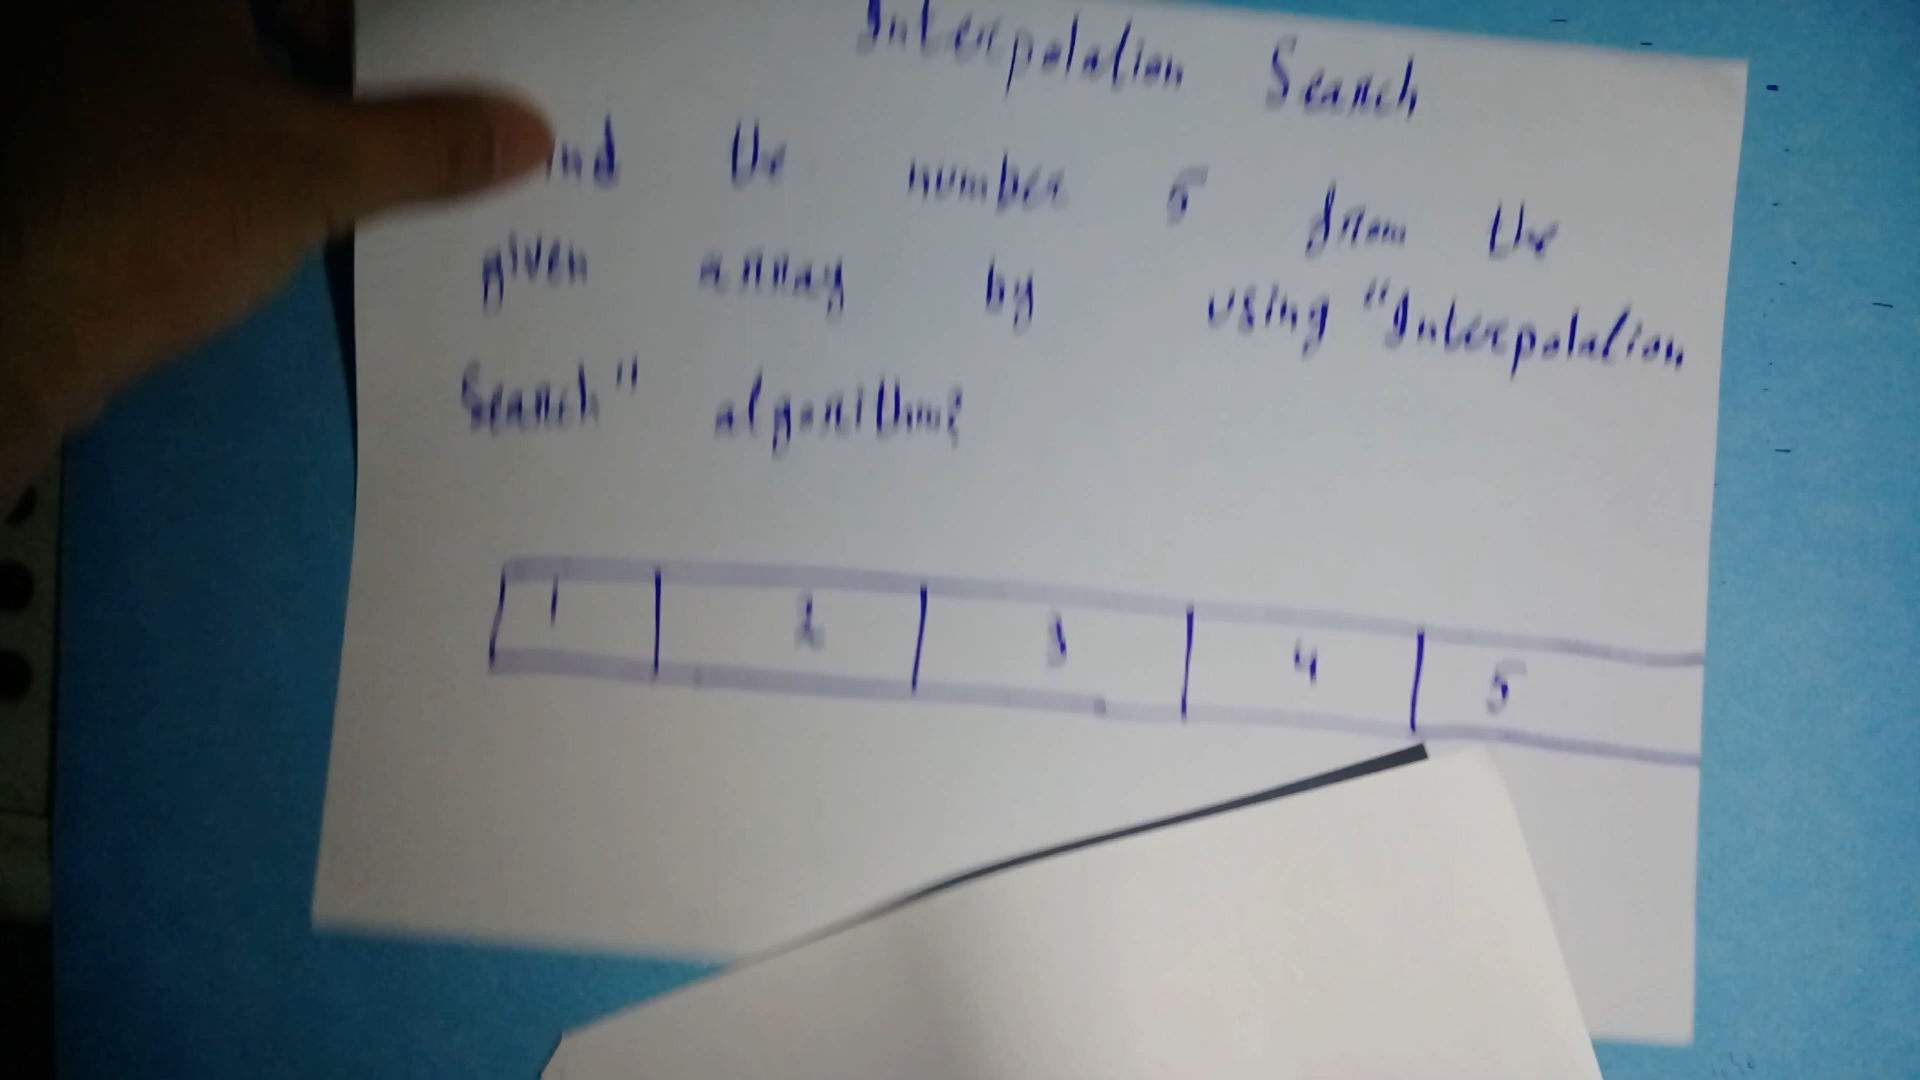 Interpolation Search
ind the number 5 from the
given array by using "Interpolation
Search" algorithm?
1 2 3 4 5